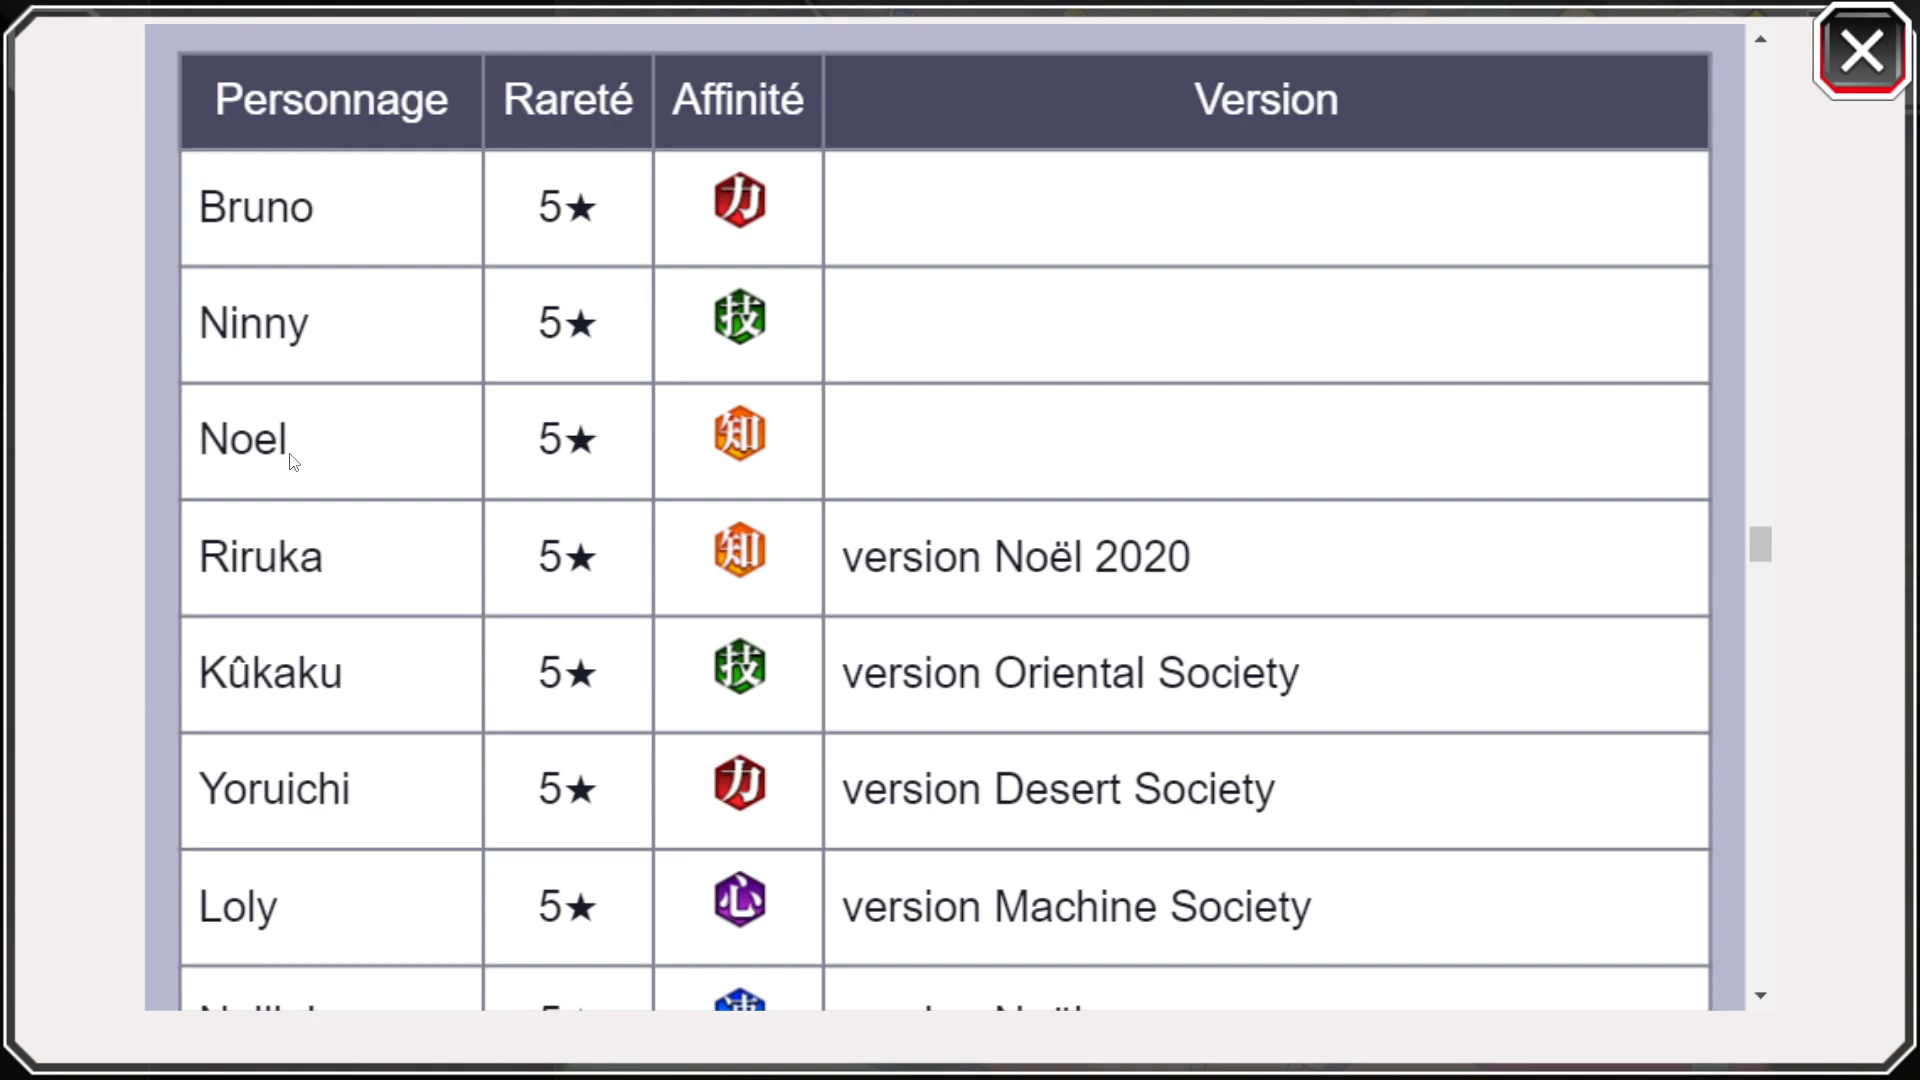 Personnage Rareté Affinité Version
Bruno 5★ 力
Ninny 5★ 技
Noel 5★ 知
Riruka 5★ 知 version Noël 2020
Kûkaku 5★ 技 version Oriental Society
Yoruichi 5★ 力 version Desert Society
Loly 5★ 心 version Machine Society